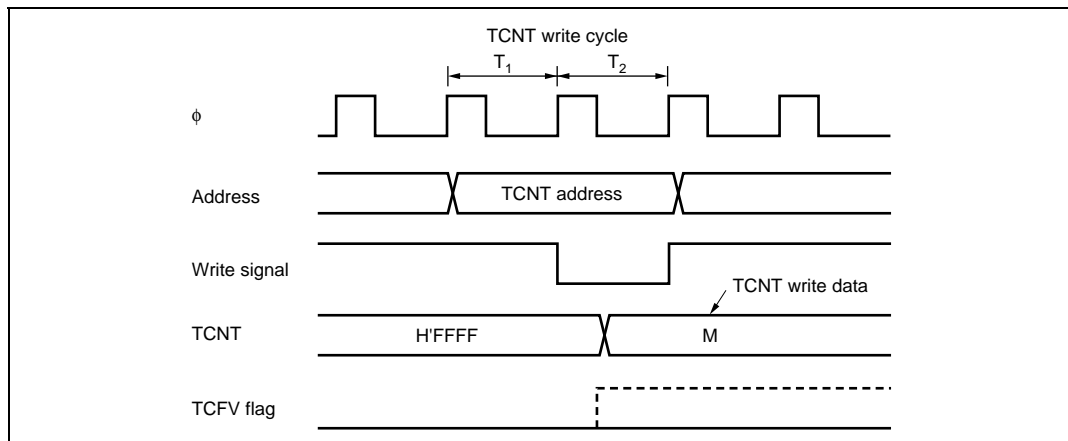 TCNT write cycle
T1 T2
ϕ
Address TCNT address
Write signal
TCNT write data
TCNT H'FFFF M
TCFV flag